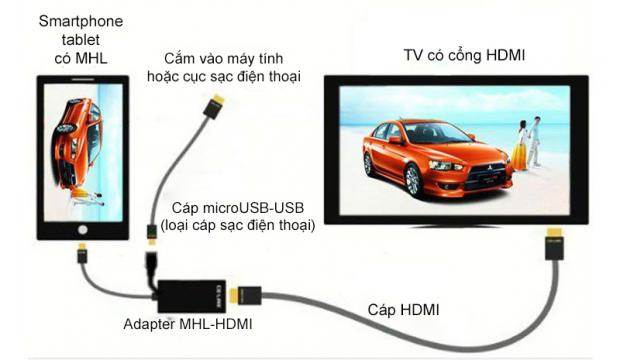 Smartphone
tablet
có MHL
Cắm vào máy tính
hoặc cục sạc điện thoại
TV có cổng HDMI
Cáp microUSB-USB
(loại cáp sạc điện thoại)
Adapter MHL-HDMI
Cáp HDMI